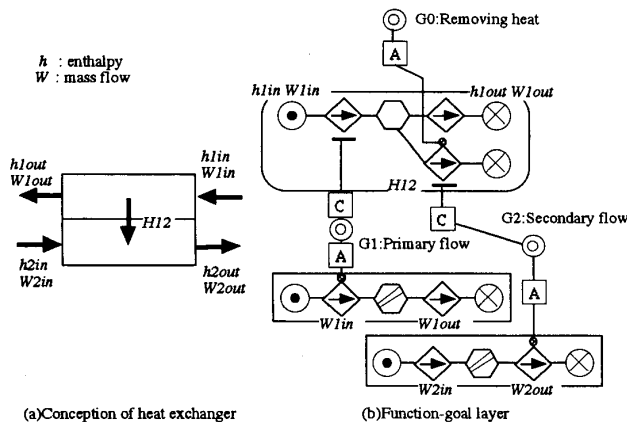 G0:Removing heat
A
h : enthalpy
W : mass flow
h1in W1in
h1out W1out
h1out
W1out
h1in
W1in
H12
H12
h2in
W2in
h2out
W2out
C
C
G1:Primary flow
G2:Secondary flow
A
A
W1in
W1out
W2in
W2out
(a)Conception of heat exchanger
(b)Function-goal layer